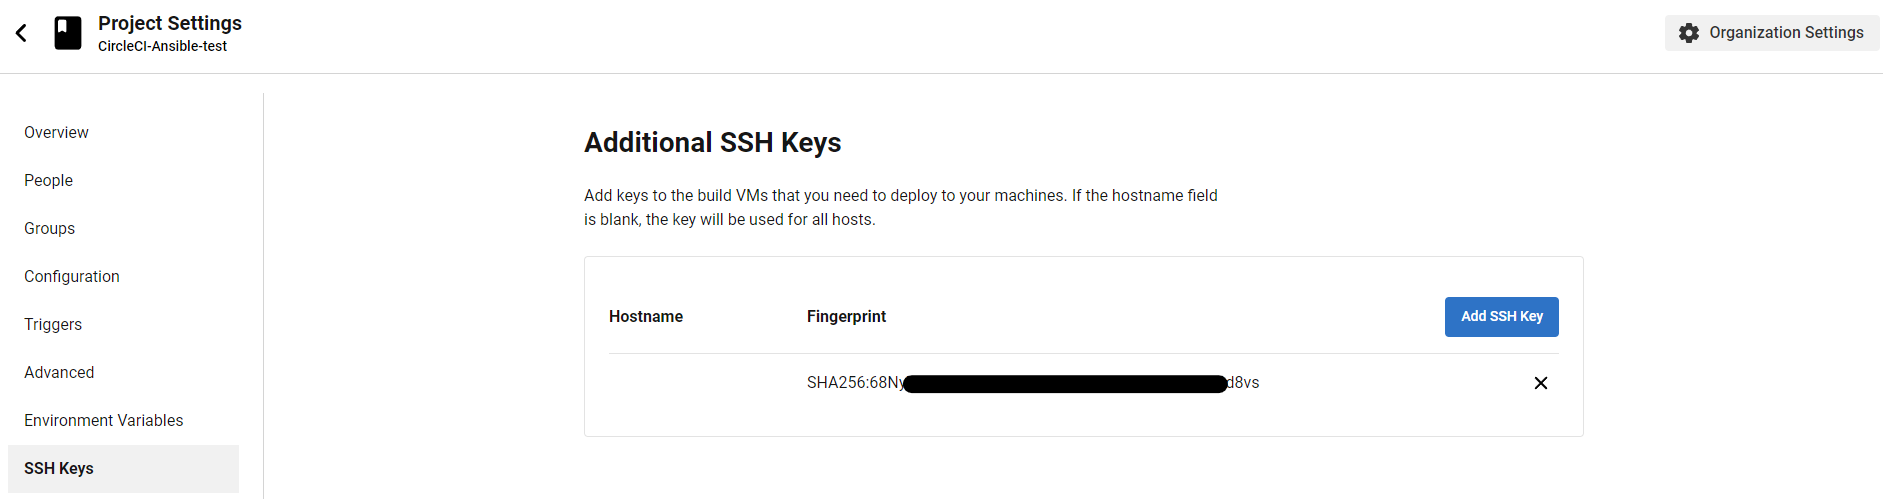 Project Settings
CircleCI-Ansible-test
Organization Settings
Overview
People
Groups
Configuration
Triggers
Advanced
Environment Variables
SSH Keys
Additional SSH Keys
Add keys to the build VMs that you need to deploy to your machines. If the hostname field
is blank, the key will be used for all hosts.
Hostname Fingerprint Add SSH Key
SHA256:68Ny d8vs